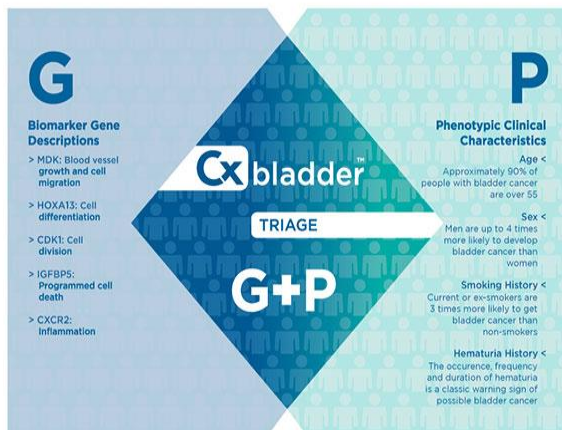 G
Biomarker Gene
Descriptions
> MDK: Blood vessel
growth and cell
migration
> HOXA13: Cell
differentiation
> CDK1: Cell
division
> IGFBP5:
Programmed cell
death
> CXCR2:
Inflammation
Cxbladder™
TRIAGE
G+P
P
Phenotypic Clinical
Characteristics
Age <
Approximately 90% of
people with bladder cancer
are over 55
Sex <
Men are up to 4 times
more likely to develop
bladder cancer than
women
Smoking History <
Current or ex-smokers are
3 times more likely to get
bladder cancer than
non-smokers
Hematuria History <
The occurence, frequency
and duration of hematuria
is a classic warning sign of
possible bladder cancer